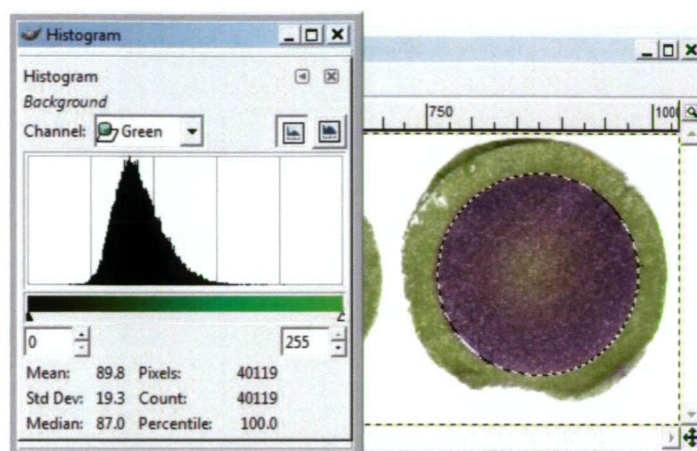 Histogram
Histogram
Background
Channel: Green
0 255
Mean: 89.8 Pixels: 40119
Std Dev: 19.3 Count: 40119
Median: 87.0 Percentile: 100.0
750
1000